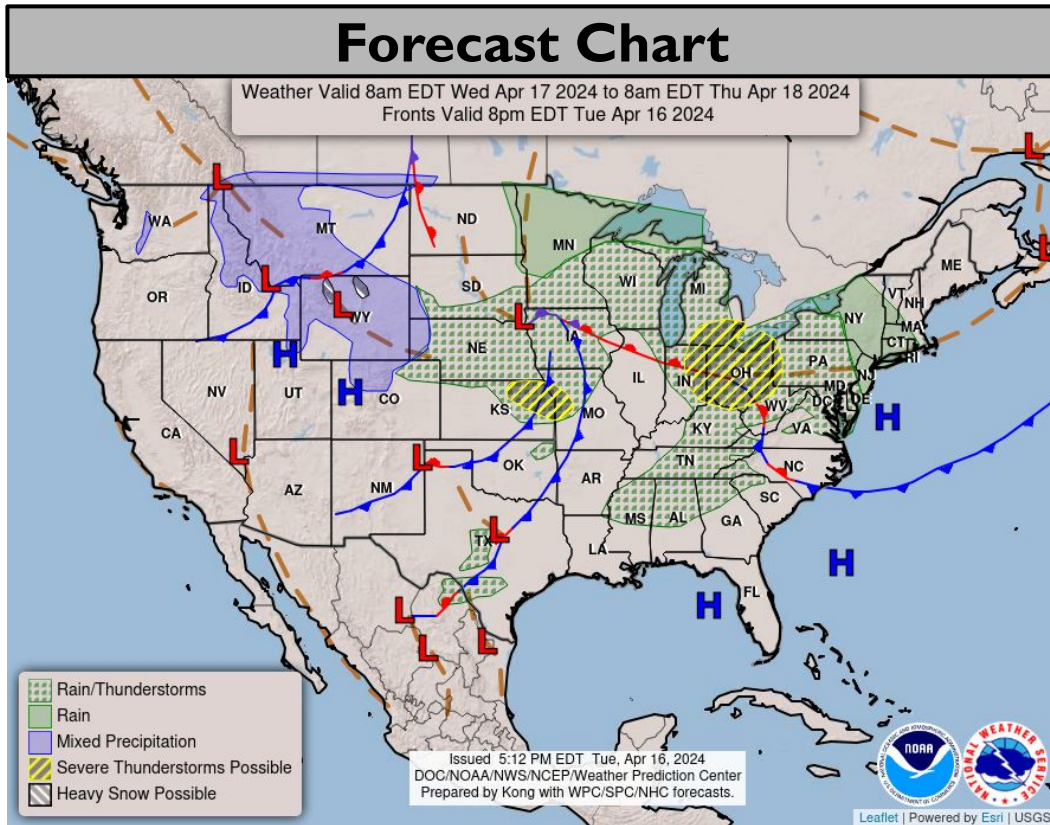 Forecast Chart
Weather Valid 8am EDT Wed Apr 17 2024 to 8am EDT Thu Apr 18 2024
Fronts Valid 8pm EDT Tue Apr 16 2024
L
L
WA
MT
ND
MN
ME
L
OR
ID
L
WY
L
SD
WI
MI
VT
NH
NY
MA
CT
RI
L
IA
NE
H
H
NV
UT
CO
KS
MO
IL
IN
OH
PA
NJ
MD
DE
DC
WV
VA
H
CA
KY
L
AZ
NM
L
OK
AR
TN
NC
SC
MS
AL
GA
L
TX
LA
H
FL
H
L
L
L
Rain/Thunderstorms
Rain
Mixed Precipitation
Severe Thunderstorms Possible
Heavy Snow Possible
Issued 5:12 PM EDT Tue, Apr 16, 2024
DOC/NOAA/NWS/NCEP/Weather Prediction Center
Prepared by Kong with WPC/SPC/NHC forecasts.
NOAA
NATIONAL WEATHER SERVICE
Leaflet | Powered by Esri | USGS